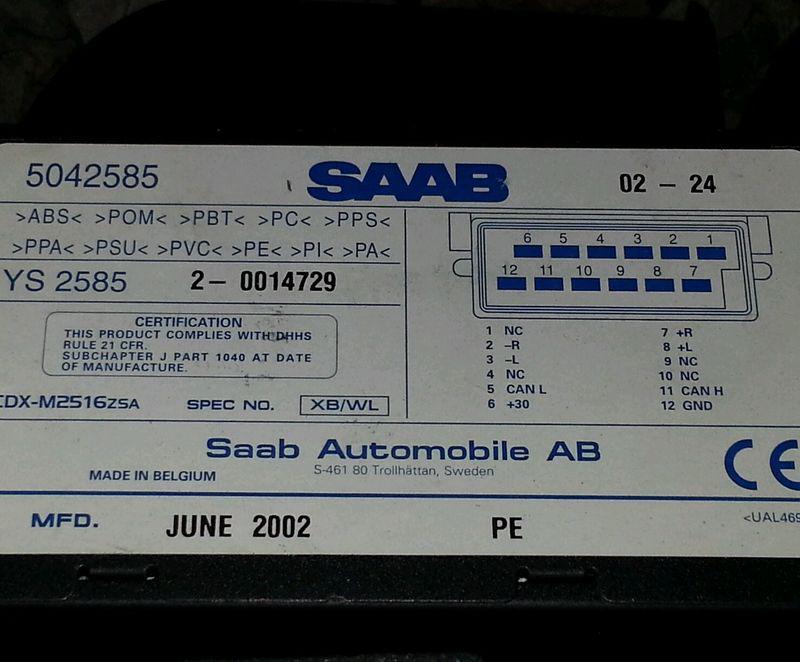 5042585
SAAB
02 - 24
>ABS< >POM< >PBT< >PC< >PPS<
>PPA< >PSU< >PVC< >PE< >PI< >PA<
YS 2585
2- 0014729
CERTIFICATION
THIS PRODUCT COMPLIES WITH DHHS
RULE 21 CFR.
SUBCHAPTER J PART 1040 AT DATE
OF MANUFACTURE.
CDX-M2516ZSA
SPEC NO.
XB/WL
6 5 4 3 2 1
12 11 10 9 8 7
1 NC
2 -R
3 -L
4 NC
5 CAN L
6 +30
7 +R
8 +L
9 NC
10 NC
11 CAN H
12 GND
Saab Automobile AB
S-461 80 Trollhättan, Sweden
MADE IN BELGIUM
CE
MFD.
JUNE 2002
PE
<UAL469